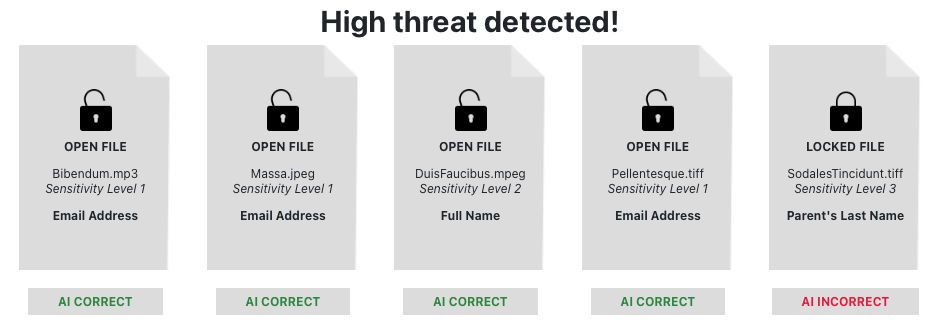 High threat detected!
OPEN FILE
Bibendum.mp3
Sensitivity Level 1
Email Address
AI CORRECT
OPEN FILE
Massa.jpeg
Sensitivity Level 1
Email Address
AI CORRECT
OPEN FILE
DuisFaucibus.mpeg
Sensitivity Level 2
Full Name
AI CORRECT
OPEN FILE
Pellentesque.tiff
Sensitivity Level 1
Email Address
AI CORRECT
LOCKED FILE
SodalesTincidunt.tiff
Sensitivity Level 3
Parent's Last Name
AI INCORRECT